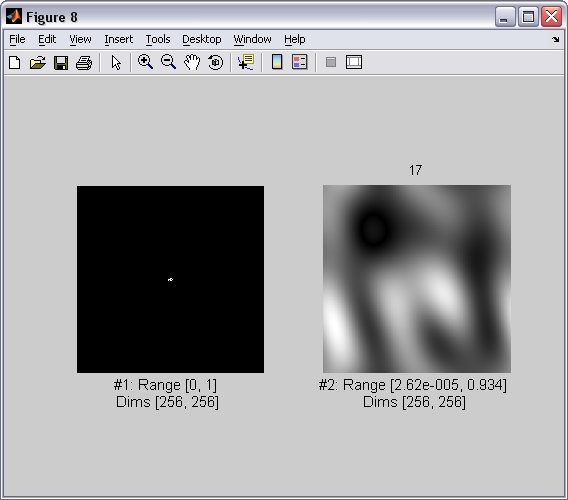 Figure 8
File Edit View Insert Tools Desktop Window Help
17
#1: Range [0, 1]
Dims [256, 256]
#2: Range [2.62e-005, 0.934]
Dims [256, 256]